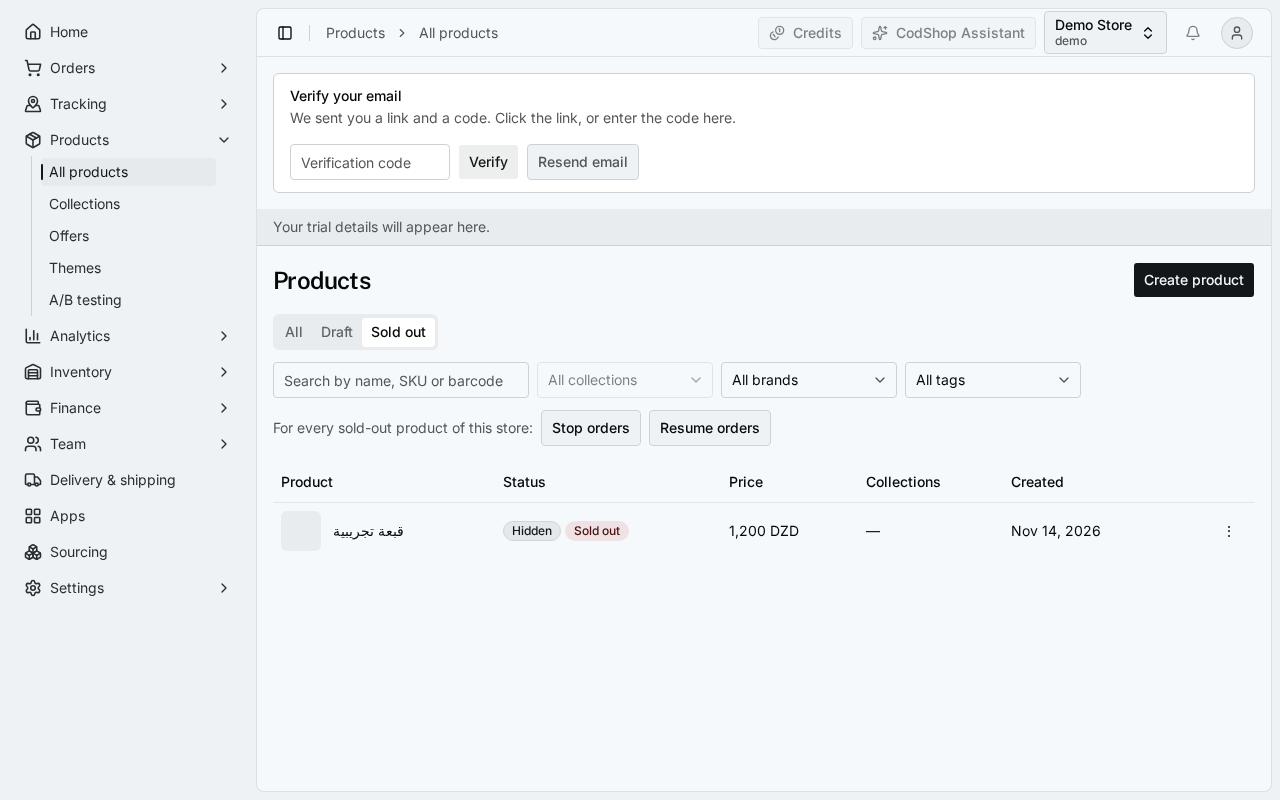 Home
Orders
Tracking
Products
All products
Collections
Offers
Themes
A/B testing
Analytics
Inventory
Finance
Team
Delivery & shipping
Apps
Sourcing
Settings
Products > All products
Credits
CodShop Assistant
Demo Store
demo
Verify your email
We sent you a link and a code. Click the link, or enter the code here.
Verification code Verify Resend email
Your trial details will appear here.
Products
Create product
All Draft Sold out
Search by name, SKU or barcode All collections All brands All tags
For every sold-out product of this store: Stop orders Resume orders
Product Status Price Collections Created
قبعة تجريبية Hidden Sold out 1,200 DZD — Nov 14, 2026